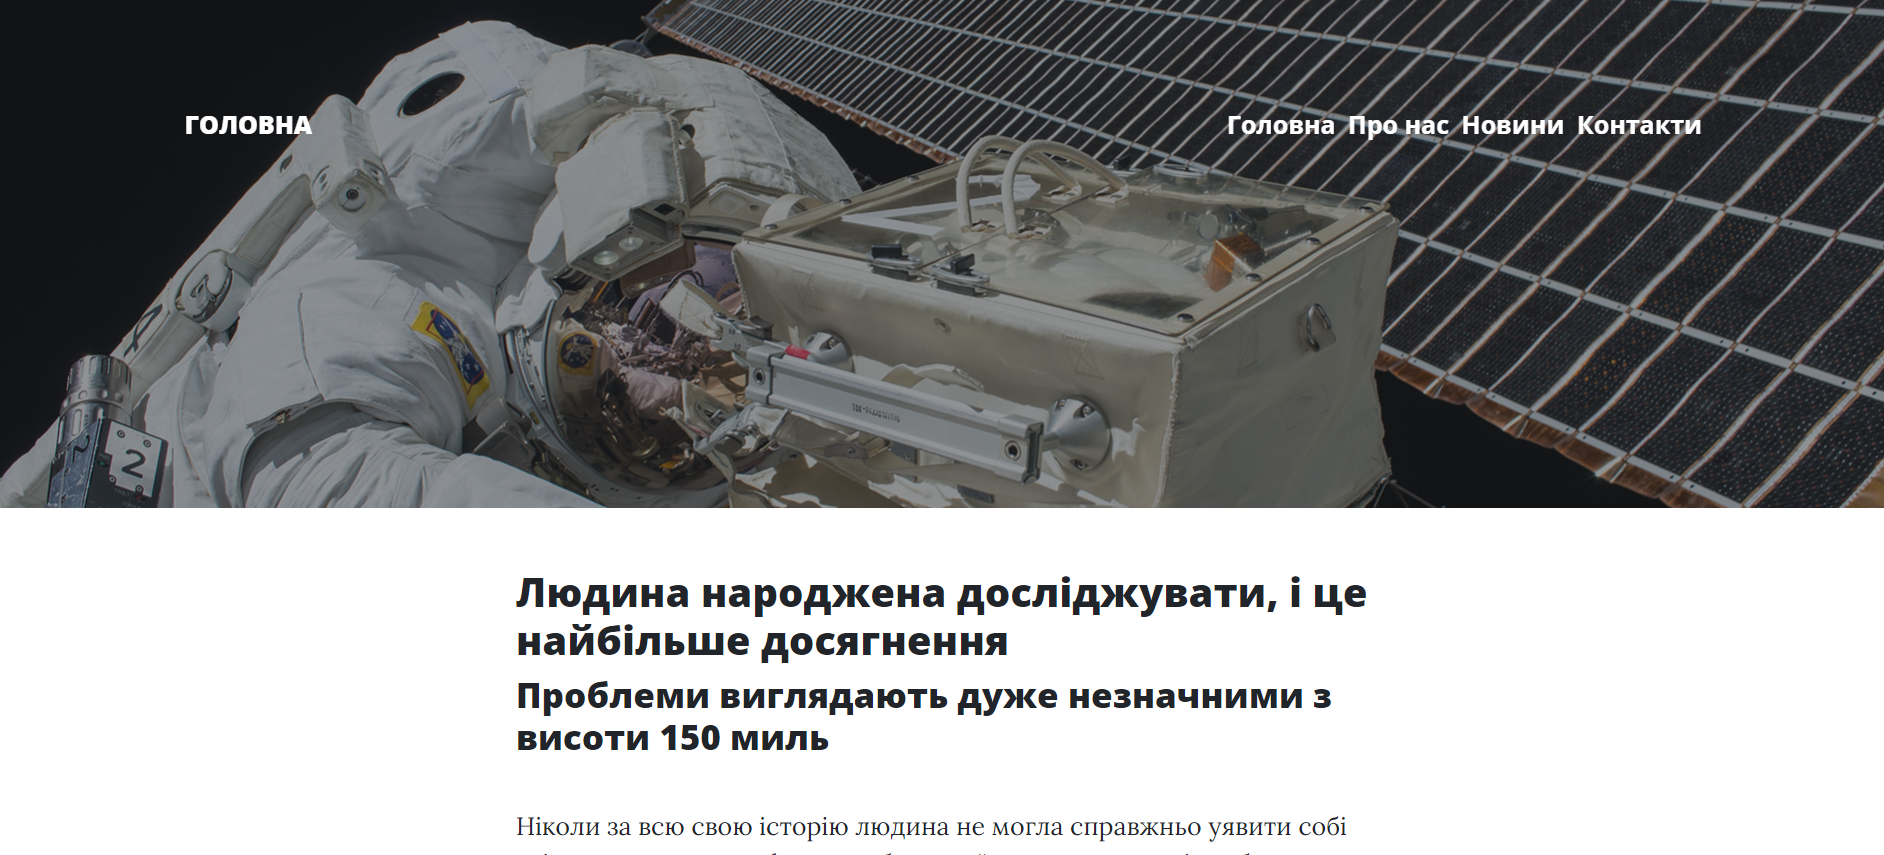 ГОЛОВНА
Головна Про нас Новини Контакти
2
Людина народжена досліджувати, і це
найбільше досягнення
Проблеми виглядають дуже незначними з
висоти 150 миль
Ніколи за всю свою історію людина не могла справжньо уявити собі